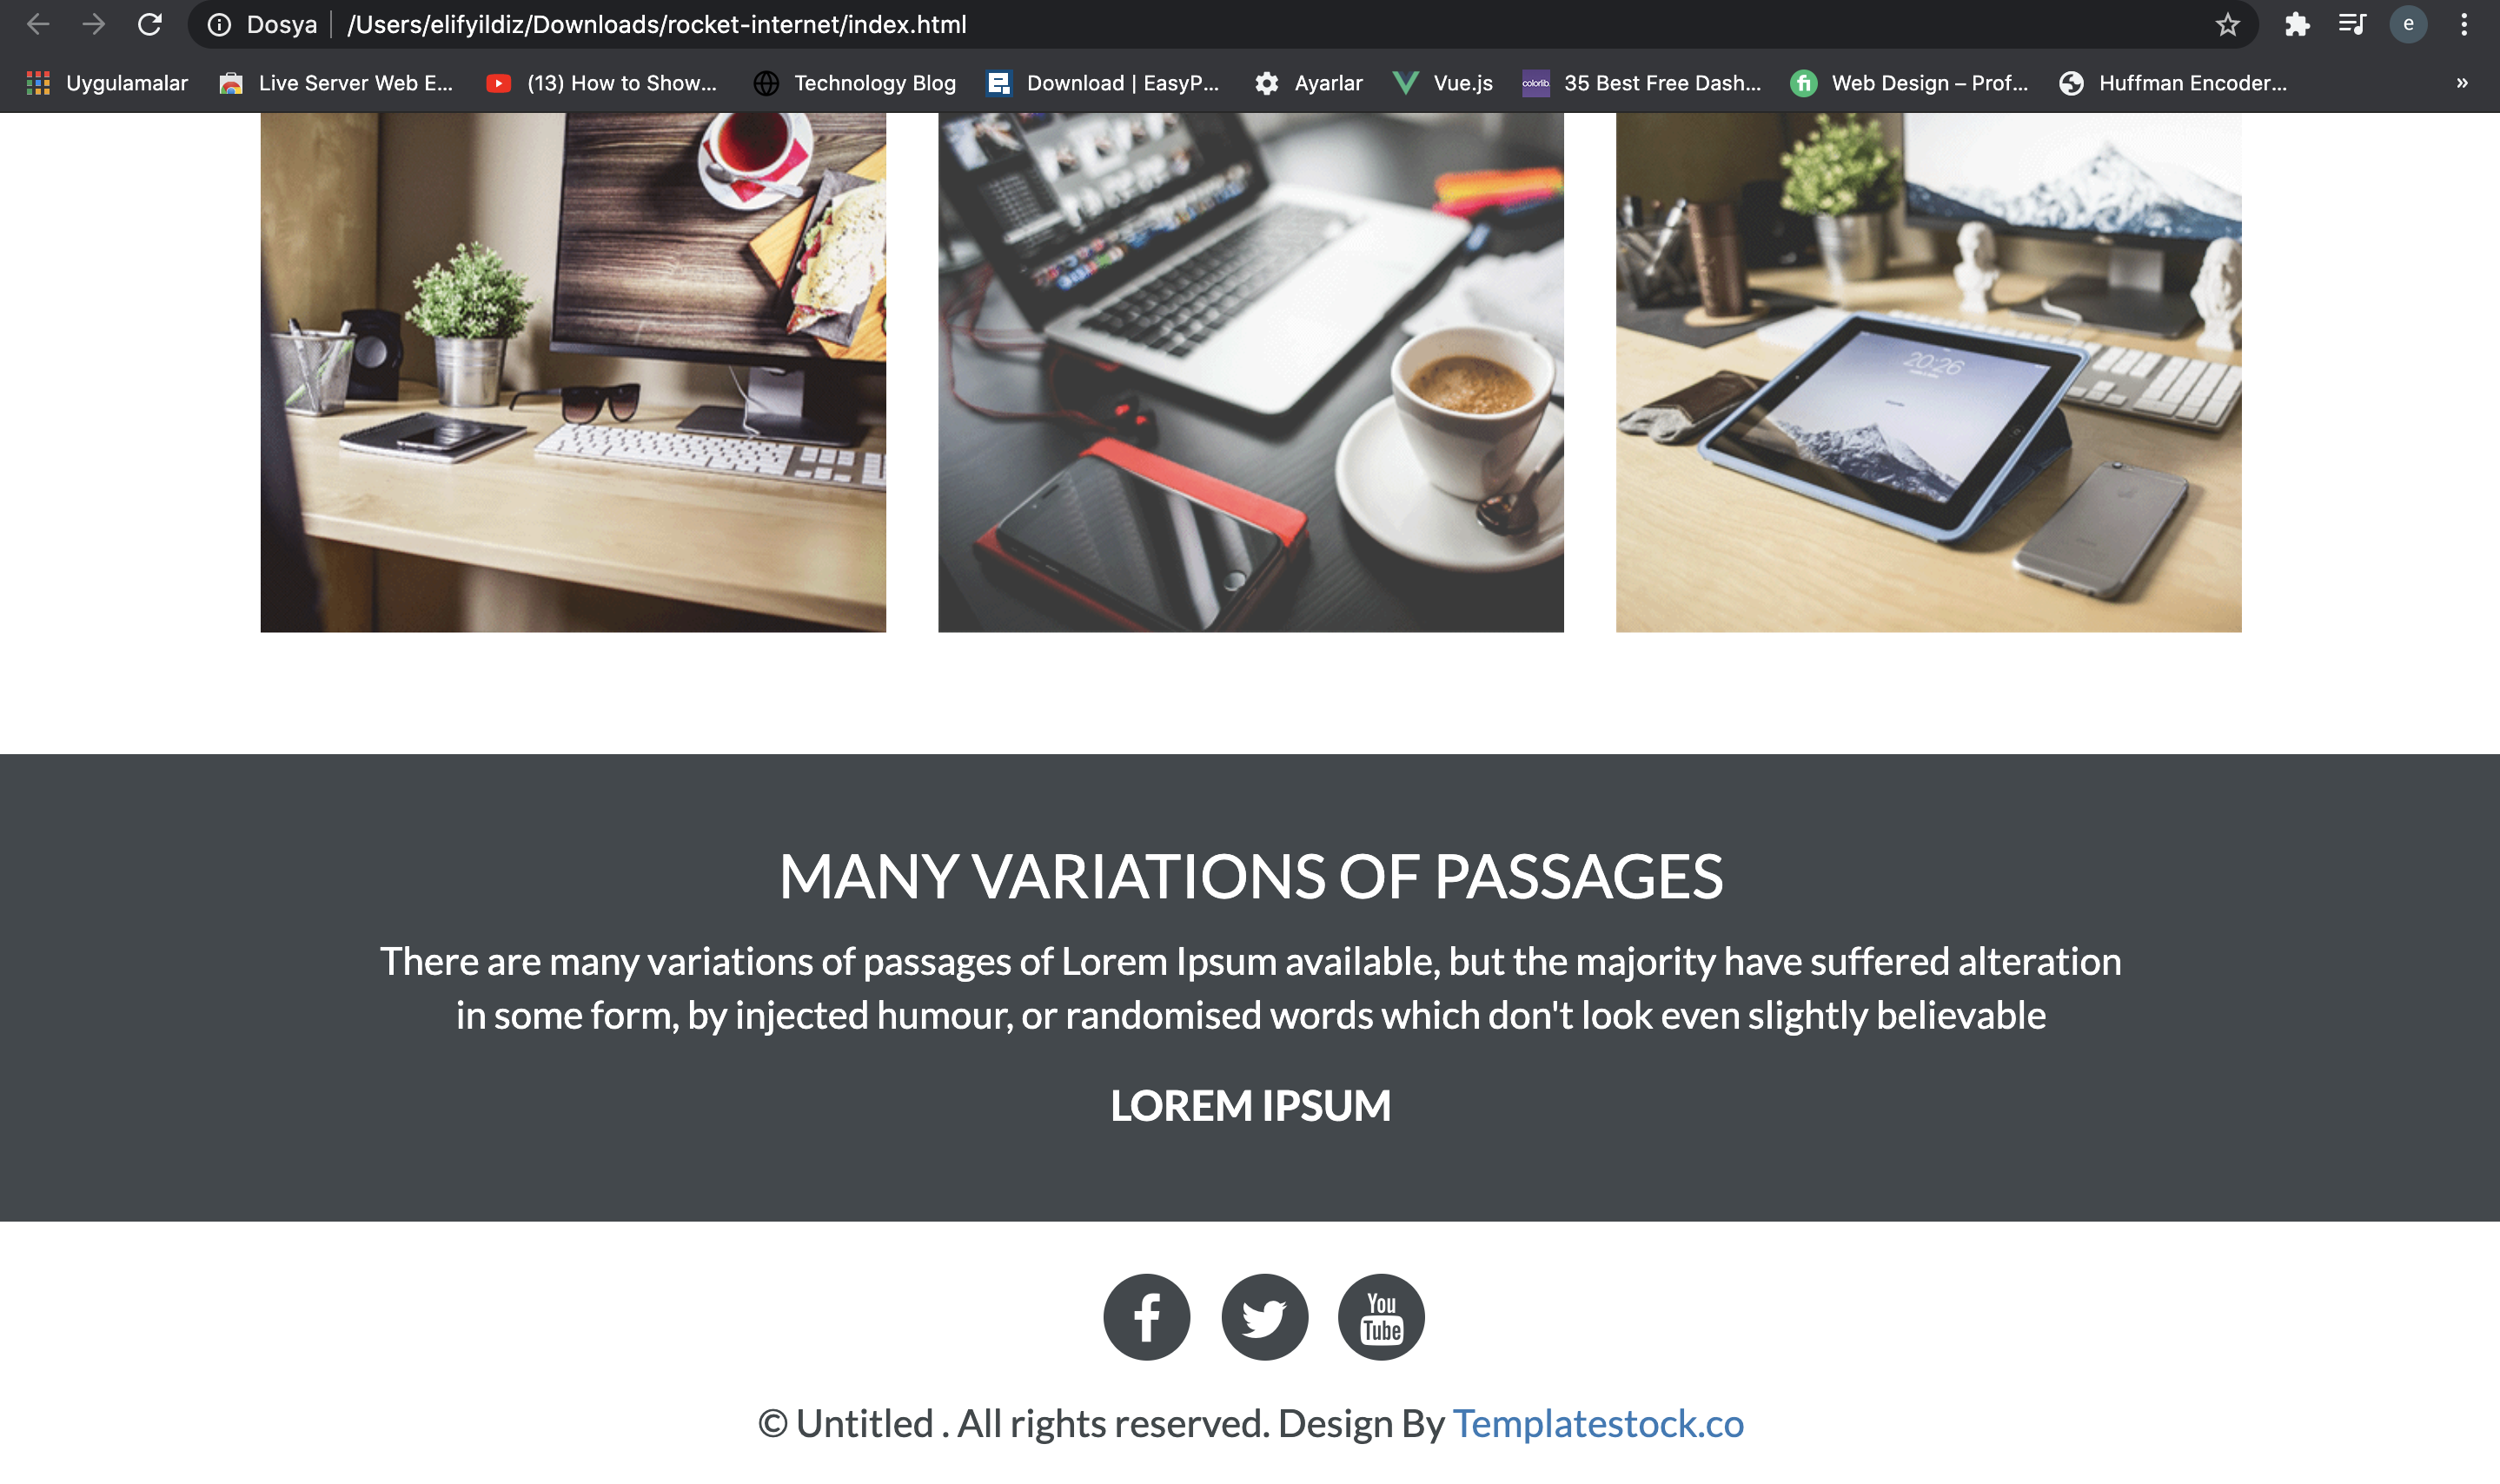 Dosya /Users/elifyildiz/Downloads/rocket-internet/index.html e
Uygulamalar Live Server Web E... (13) How to Show... Technology Blog Download | EasyP... Ayarlar Vue.js colorlib. 35 Best Free Dash... Web Design – Prof... Huffman Encoder... »
20:26
MANY VARIATIONS OF PASSAGES
There are many variations of passages of Lorem Ipsum available, but the majority have suffered alteration
in some form, by injected humour, or randomised words which don't look even slightly believable
LOREM IPSUM
You
Tube
© Untitled . All rights reserved. Design By Templatestock.co